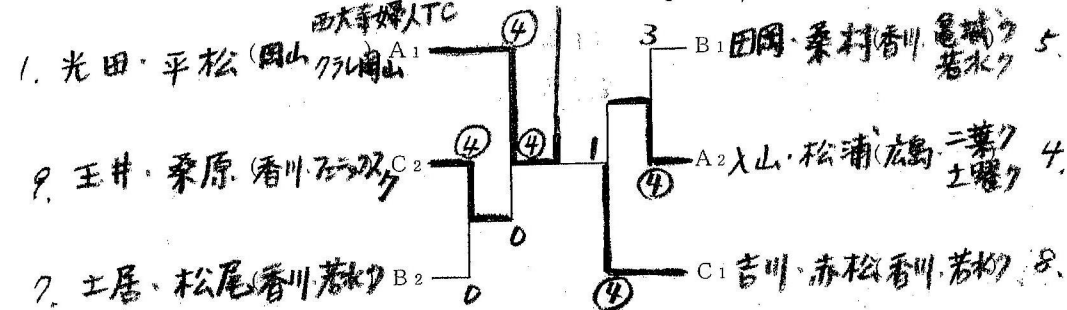 西大寺婦人TC
1. 光田・平松 (岡山 クラレ岡山) A1
④
3
B1 田岡・桑村(香川 亀城ク 若水ク 5.
9. 玉井・桑原 (香川 フェニックスク C2
④
④
1
A2 入山・松浦(広島 二葉ク 土曜ク 4.
④
0
7. 土居・松尾(香川 若水ク) B2
0
④
C1 吉川・赤松(香川 若水ク) 8.